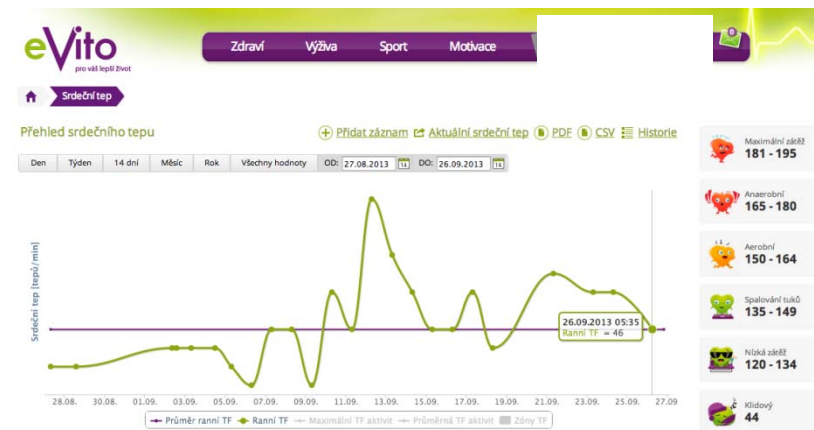 eVito
pro váš lepší život
Zdraví Výživa Sport Motivace
0
Srdeční tep
Přehled srdečního tepu
Přidat záznam Aktuální srdeční tep PDF CSV Historie
Den Týden 14 dní Měsíc Rok Všechny hodnoty OD: 27.08.2013 14 DO: 26.09.2013 14
Srdeční tep [tepů/min]
26.09.2013 05:35
Ranní TF = 46
28.08. 30.08. 01.09. 03.09. 05.09. 07.09. 09.09. 11.09. 13.09. 15.09. 17.09. 19.09. 21.09. 23.09. 25.09. 27.09
Průměr ranní TF Ranní TF Maximální TF aktivit Průměrná TF aktivit Zóny TF
Maximální zátěž
181 - 195
Anaerobní
165 - 180
Aerobní
150 - 164
Spalování tuků
135 - 149
Nízká zátěž
120 - 134
Klidový
44